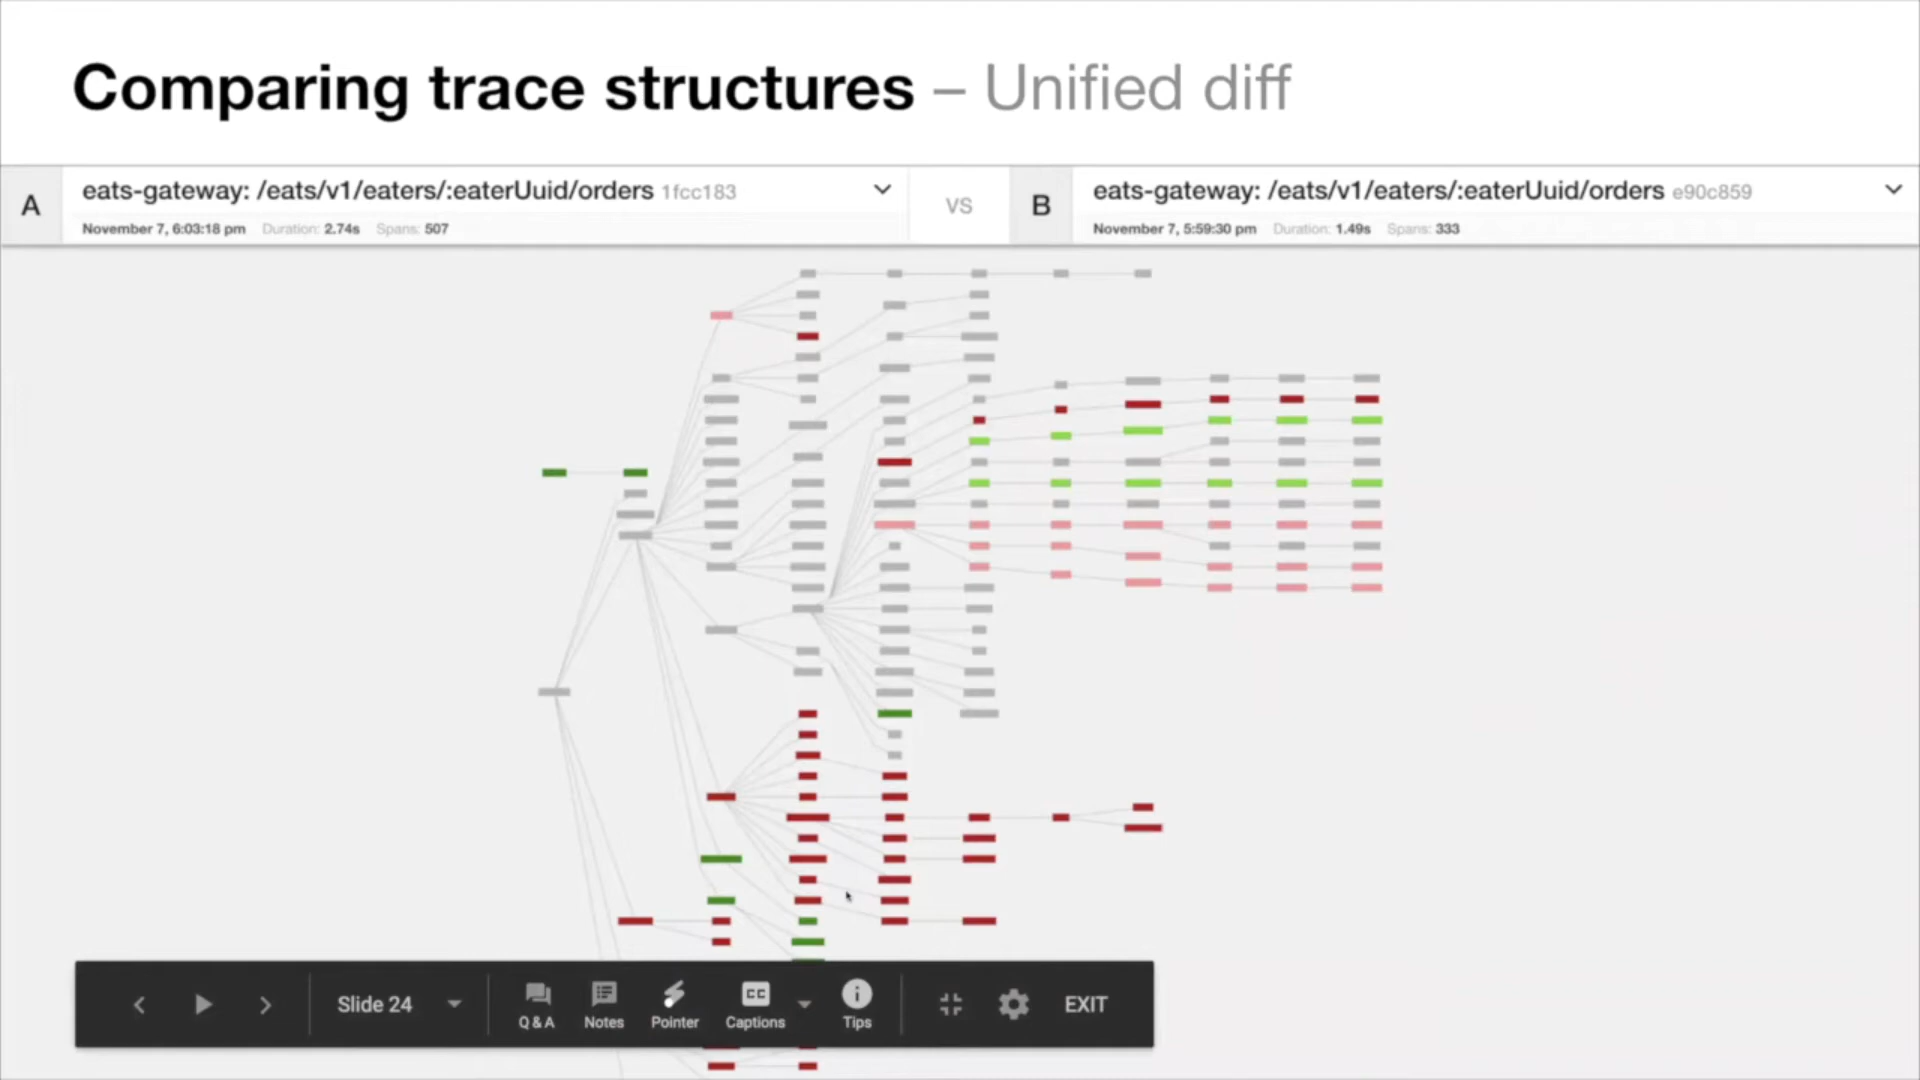 Comparing trace structures – Unified diff
A
eats-gateway: /eats/v1/eaters/:eaterUuid/orders 1fcc183
November 7, 6:03:18 pm Duration: 2.74s Spans: 507
VS
B
eats-gateway: /eats/v1/eaters/:eaterUuid/orders e90c859
November 7, 5:59:30 pm Duration: 1.49s Spans: 333
Slide 24
Q & A
Notes
Pointer
CC
Captions
Tips
EXIT